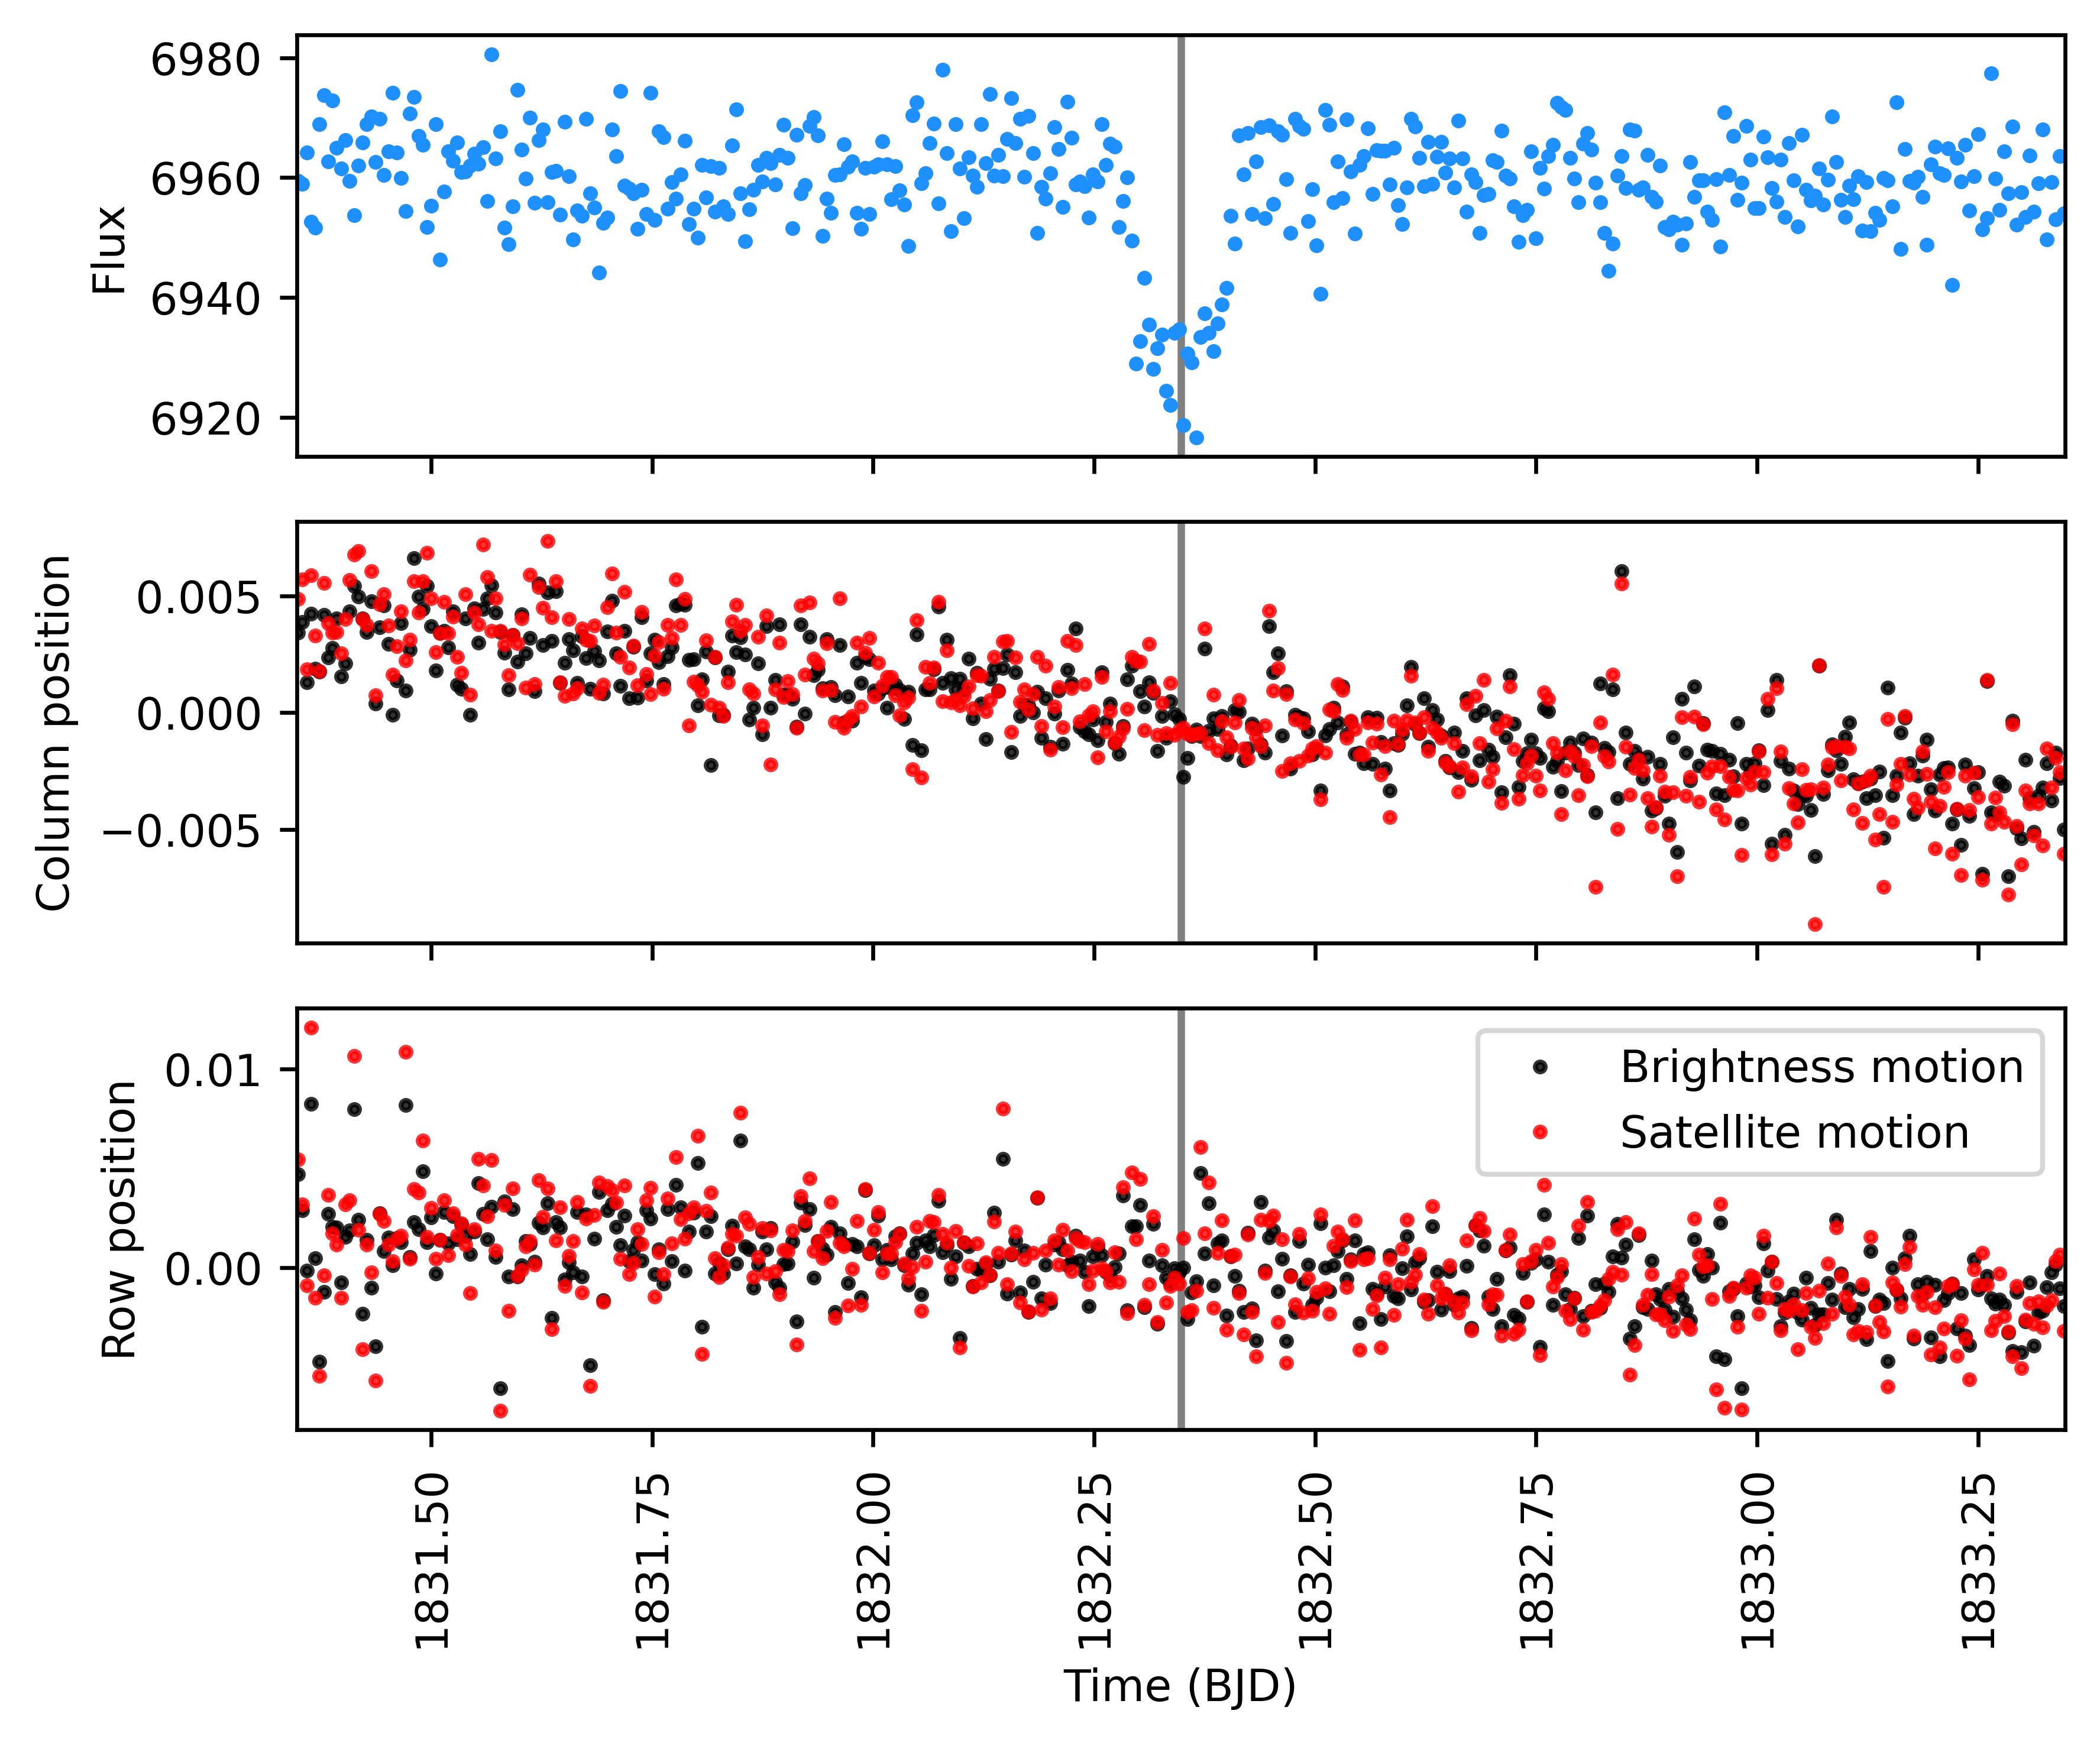 6980
6960
6940
6920
Flux
0.005
0.000
−0.005
Column position
0.01
0.00
Row position
Brightness motion
Satellite motion
1831.50
1831.75
1832.00
1832.25
1832.50
1832.75
1833.00
1833.25
Time (BJD)